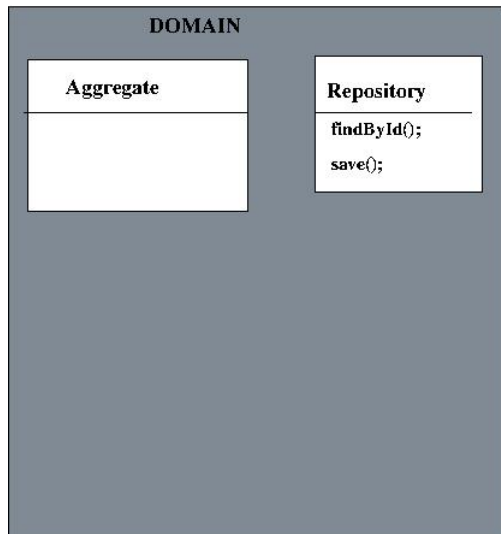 DOMAIN
Aggregate
Repository
findById();
save();